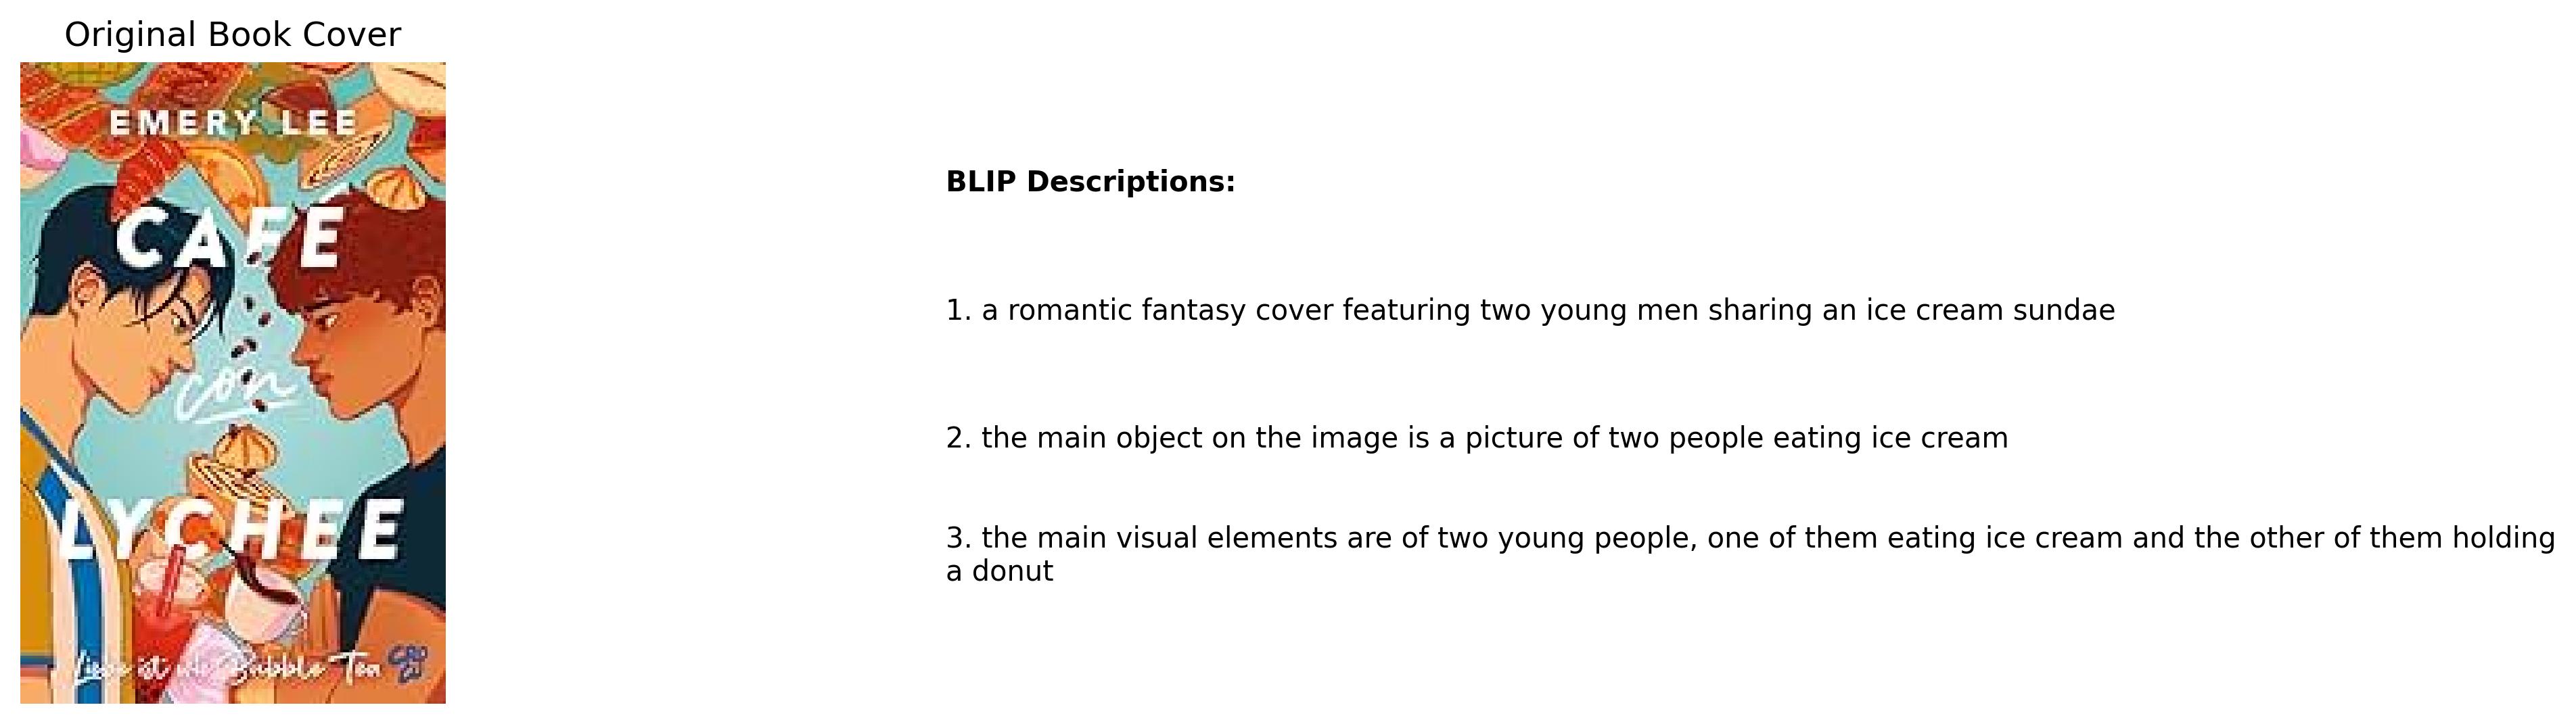 Original Book Cover
EMERY LEE
CAFÉ
con
LYCHEE
Liebe ist wie Bubble Tea
BLIP Descriptions:
1. a romantic fantasy cover featuring two young men sharing an ice cream sundae
2. the main object on the image is a picture of two people eating ice cream
3. the main visual elements are of two young people, one of them eating ice cream and the other of them holding
a donut